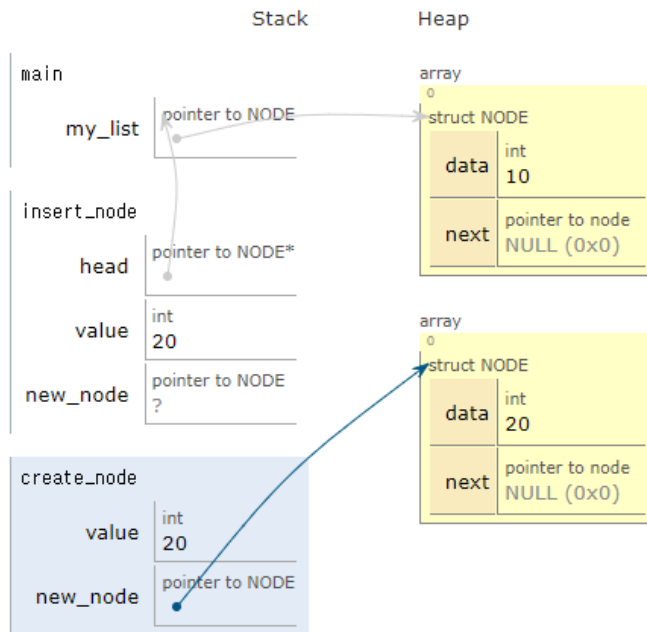 Stack
Heap
main
my_list
pointer to NODE
insert_node
head
pointer to NODE*
value
int
20
new_node
pointer to NODE
?
create_node
value
int
20
new_node
pointer to NODE
array
0
struct NODE
data
int
10
next
pointer to node
NULL (0x0)
array
0
struct NODE
data
int
20
next
pointer to node
NULL (0x0)